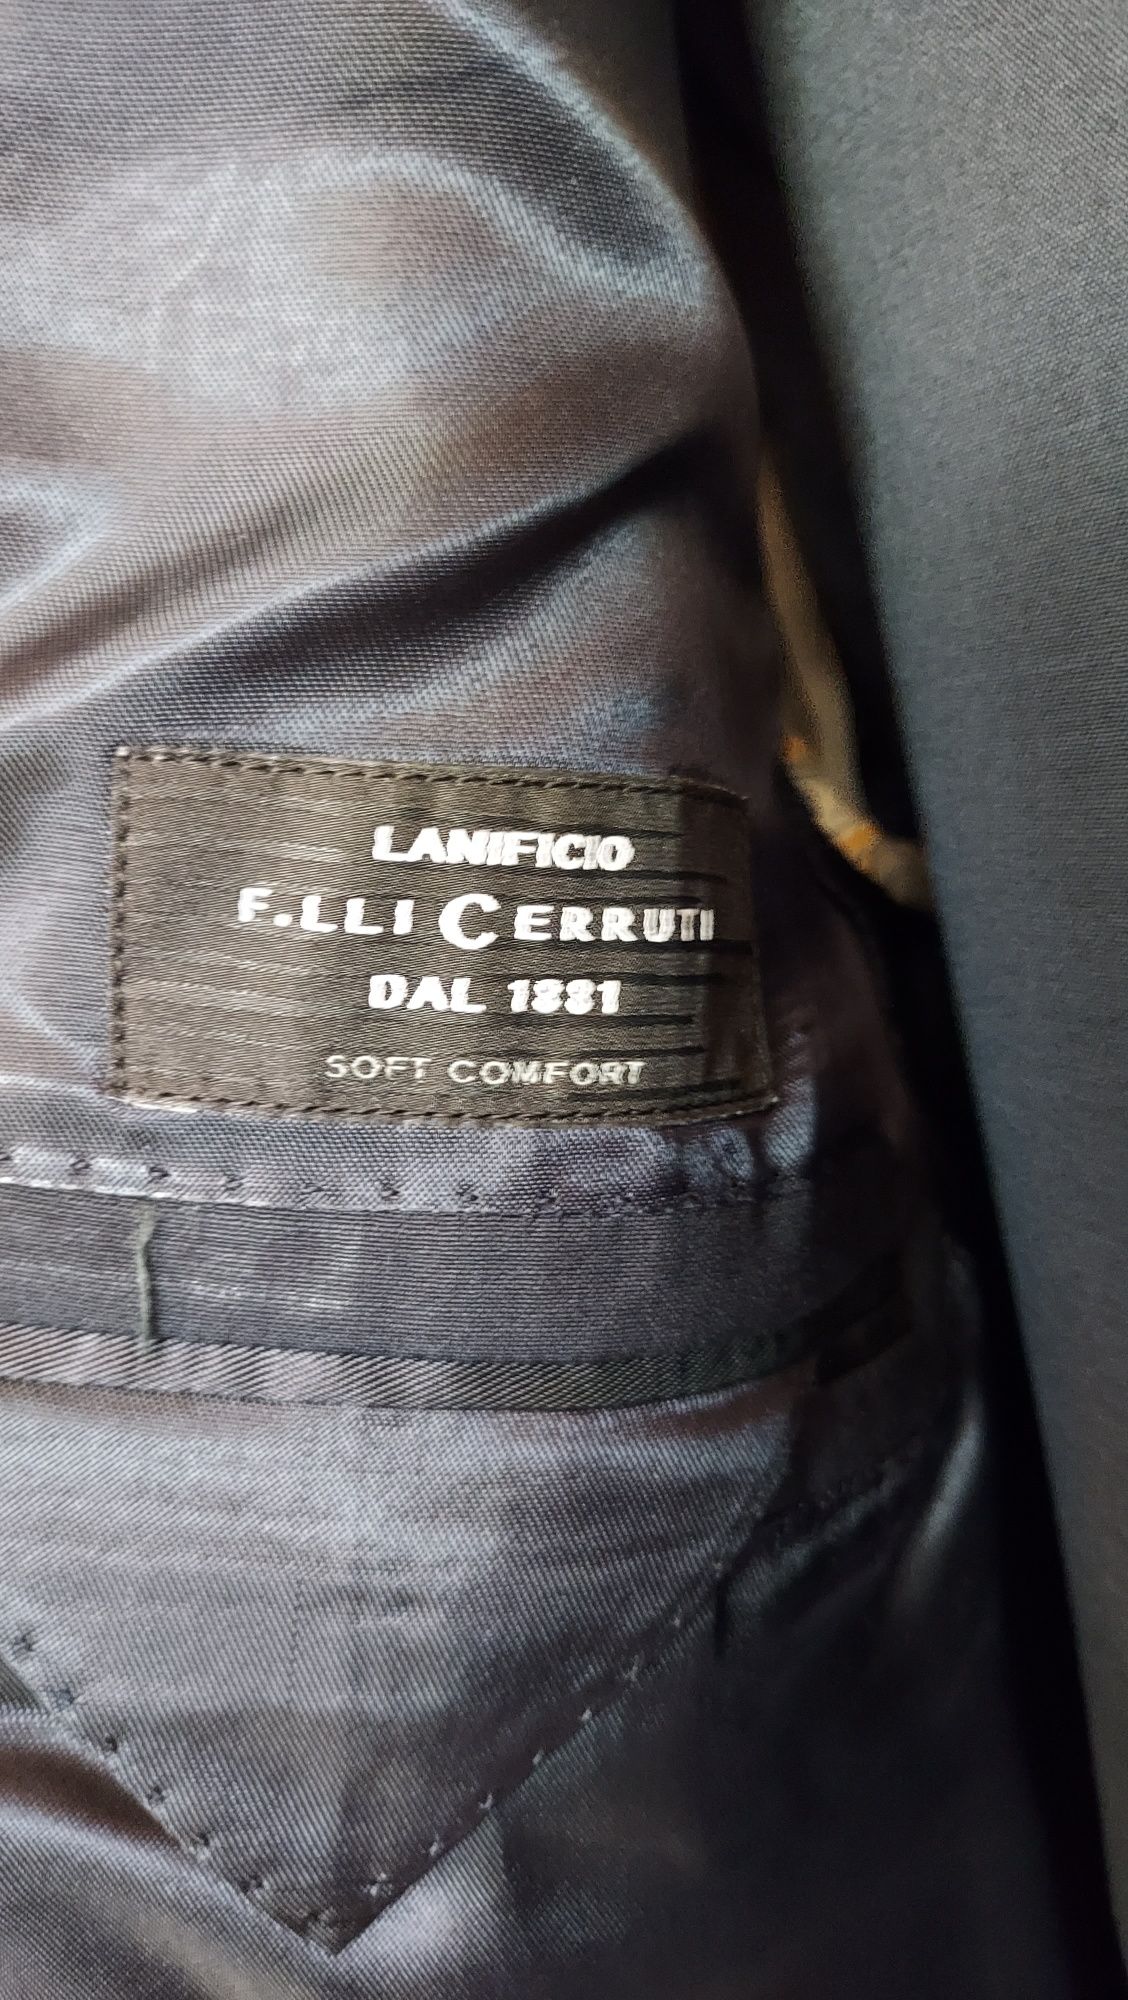 LANIFICIO
F.LLI CERRUTI
DAL 1881
SOFT COMFORT